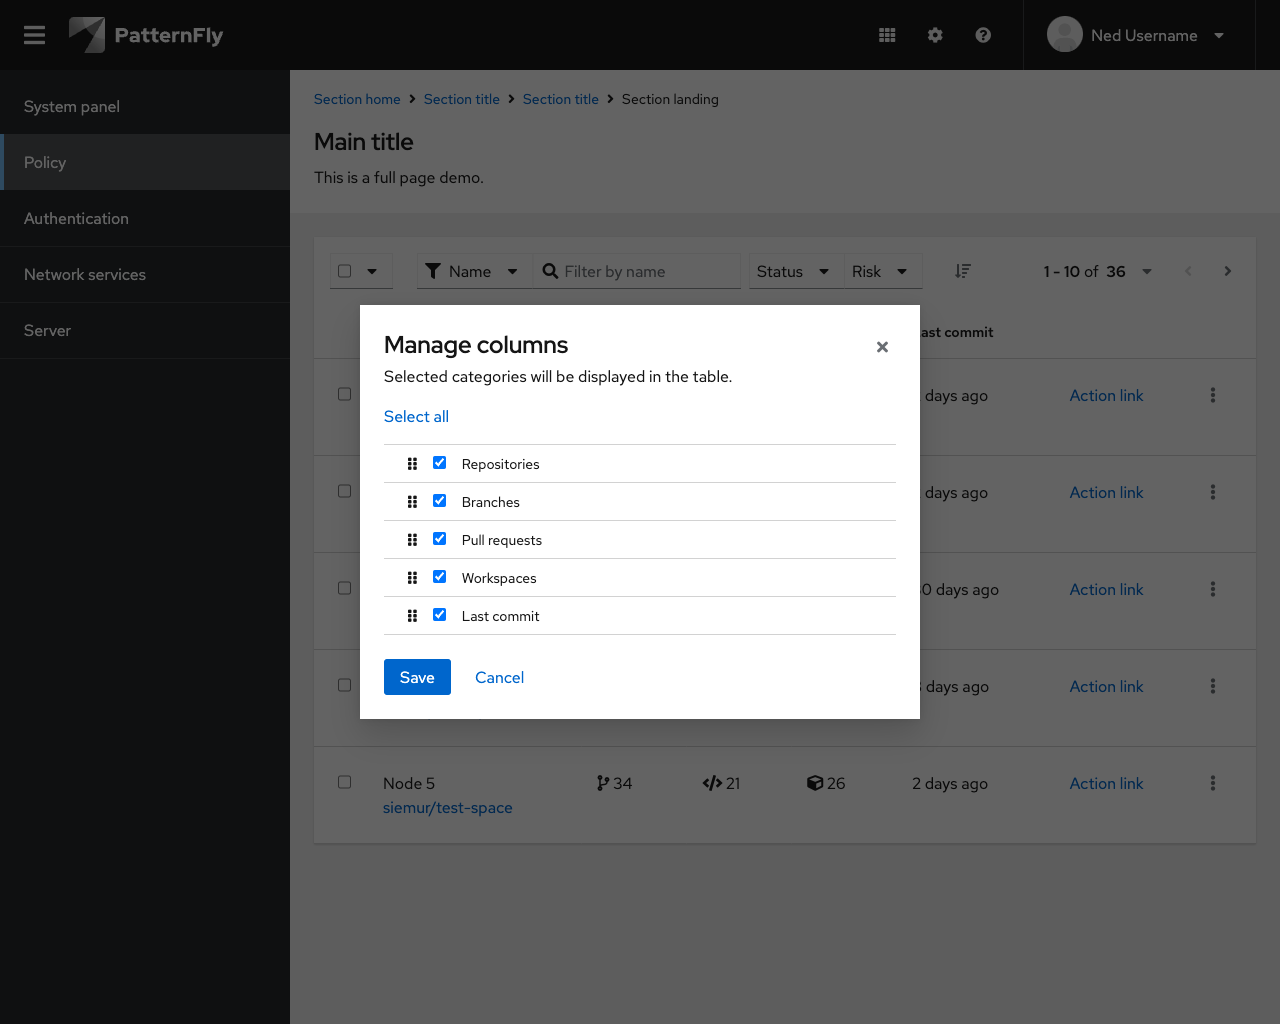 PatternFly
Ned Username
System panel
Policy
Authentication
Network services
Server
Section home > Section title > Section title > Section landing
Main title
This is a full page demo.
Name
Filter by name
Status
Risk
1 - 10 of 36
ast commit
Manage columns
Selected categories will be displayed in the table.
Select all
Repositories
Branches
Pull requests
Workspaces
Last commit
Save
Cancel
days ago Action link
days ago Action link
0 days ago Action link
days ago Action link
Node 5 34 21 26 2 days ago Action link
siemur/test-space